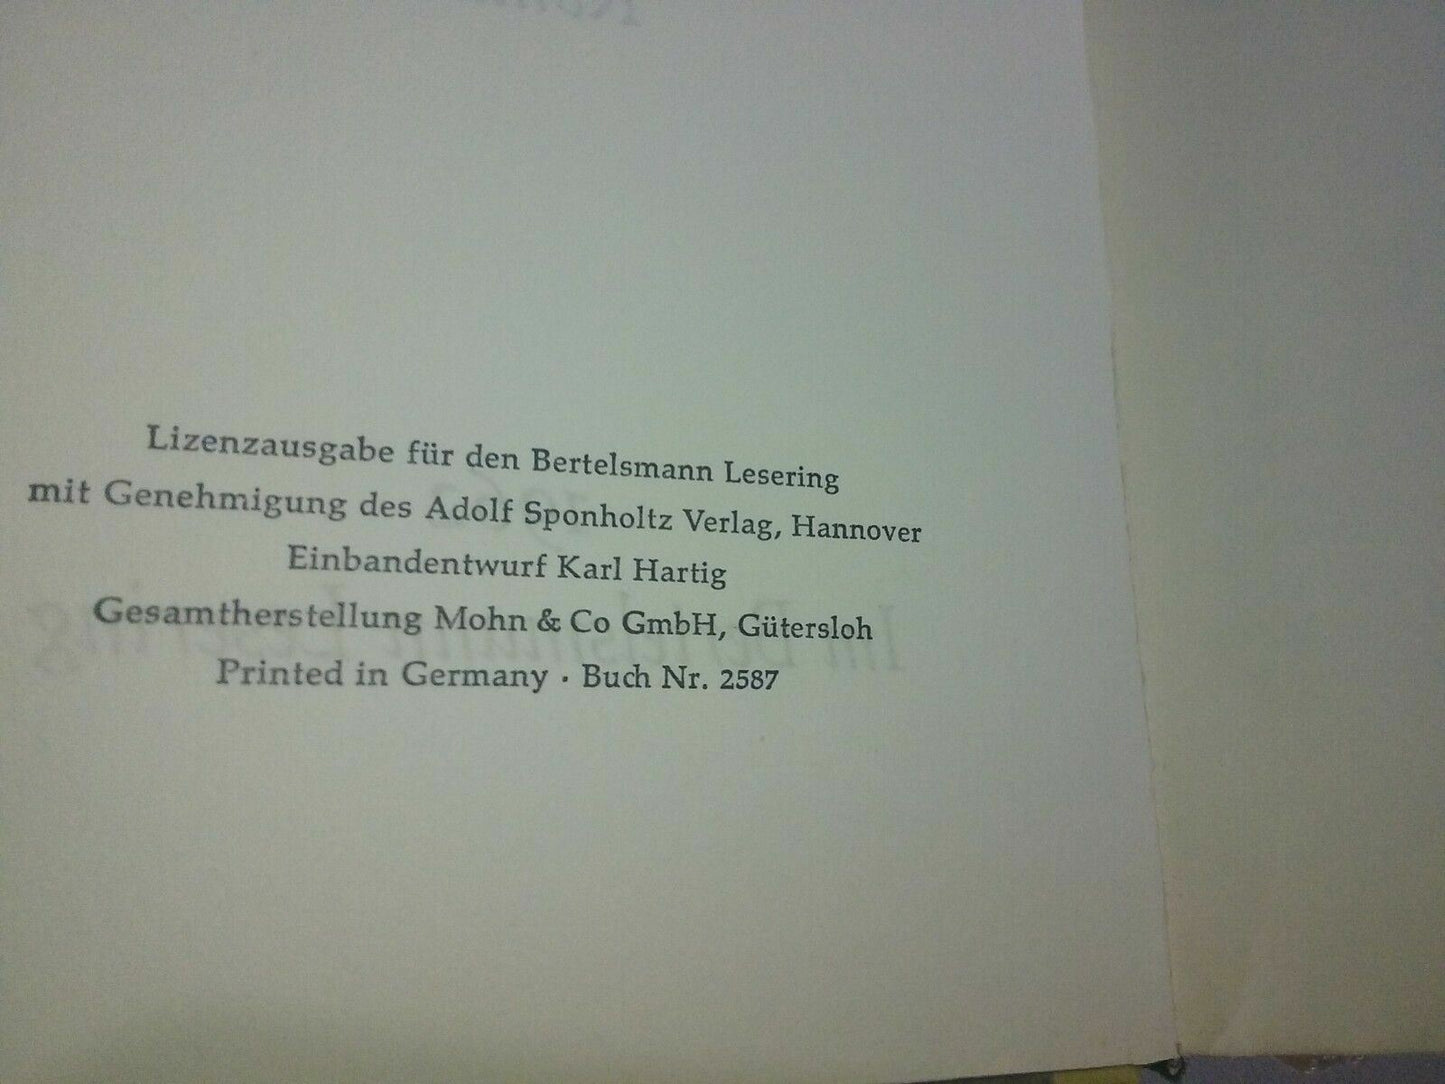 Lizenzausgabe für den Bertelsmann Lesering
mit Genehmigung des Adolf Sponholtz Verlag, Hannover
Einbandentwurf Karl Hartig
Gesamtherstellung Mohn & Co GmbH, Gütersloh
Printed in Germany · Buch Nr. 2587